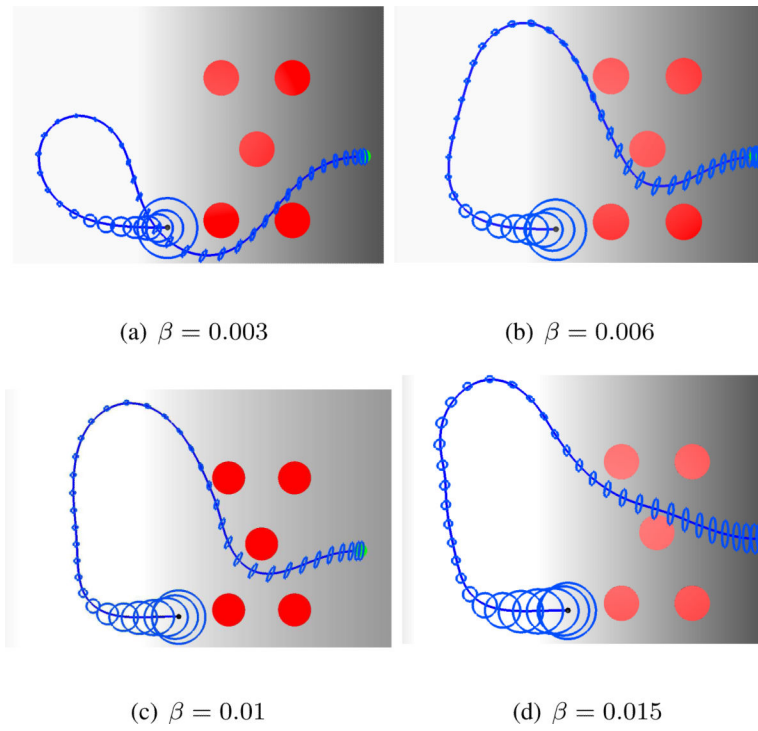 (a) β = 0.003
(b) β = 0.006
(c) β = 0.01
(d) β = 0.015